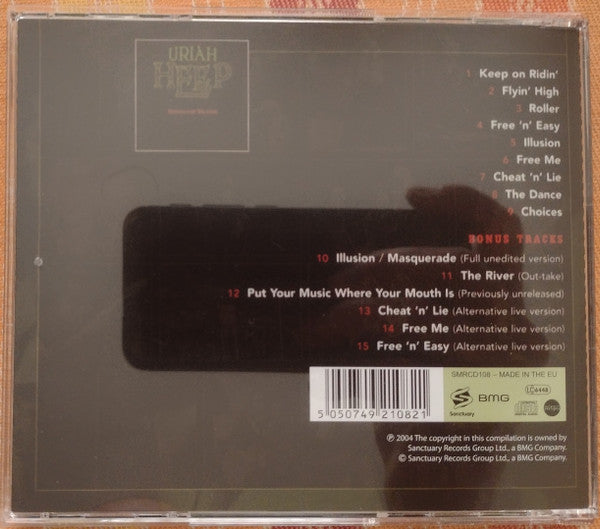 URIAH
HEEP
1 Keep on Ridin'
2 Flyin' High
3 Roller
4 Free 'n' Easy
5 Illusion
6 Free Me
7 Cheat 'n' Lie
8 The Dance
9 Choices
BONUS TRACKS
10 Illusion / Masquerade (Full unedited version)
11 The River (Out-take)
12 Put Your Music Where Your Mouth Is (Previously unreleased)
13 Cheat 'n' Lie (Alternative live version)
14 Free Me (Alternative live version)
15 Free 'n' Easy (Alternative live version)
SMRCD108 – MADE IN THE EU
LC6448
Sanctuary
BMG
5 050749 210821
℗ 2004 The copyright in this compilation is owned by
Sanctuary Records Group Ltd., a BMG Company.
© Sanctuary Records Group Ltd., a BMG Company.